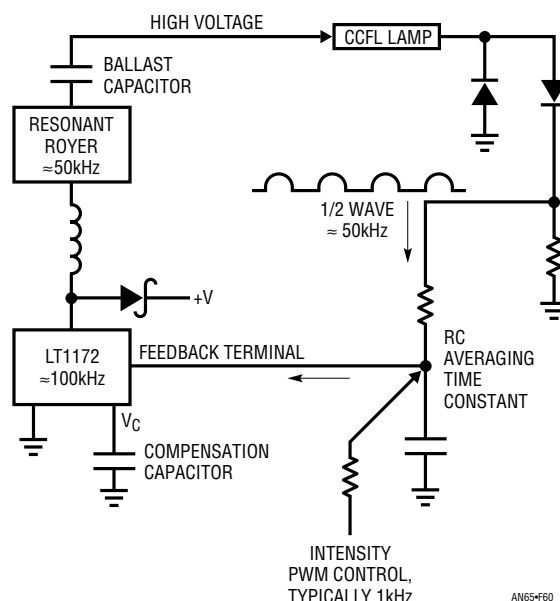 HIGH VOLTAGE
CCFL LAMP
BALLAST
CAPACITOR
RESONANT
ROYER
≈50kHz
1/2 WAVE
≈ 50kHz
+V
LT1172
≈100kHz
FEEDBACK TERMINAL
RC
AVERAGING
TIME
CONSTANT
VC
COMPENSATION
CAPACITOR
INTENSITY
PWM CONTROL,
TYPICALLY 1kHz
AN65•F60